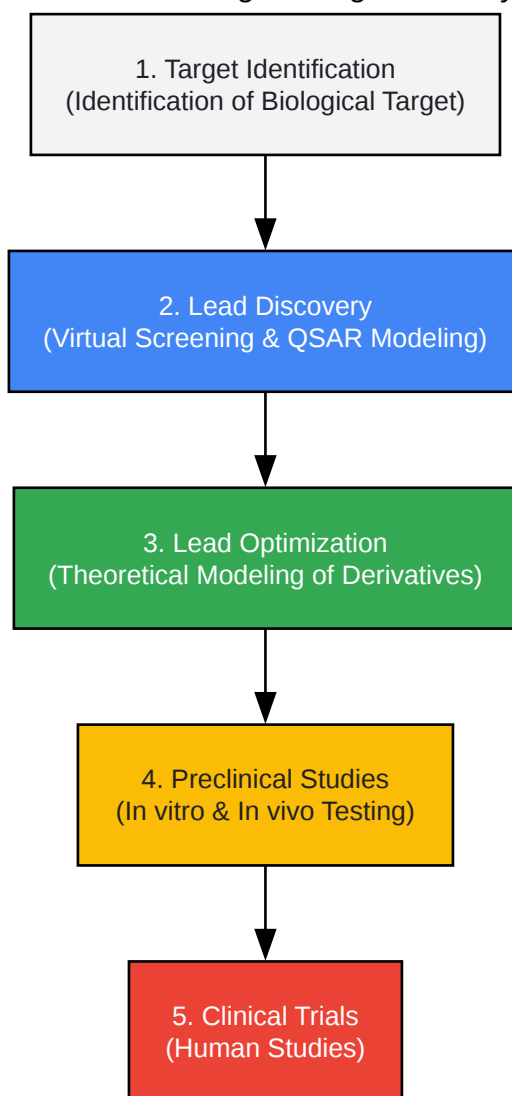 1. Target Identification
(Identification of Biological Target)
2. Lead Discovery
(Virtual Screening & QSAR Modeling)
3. Lead Optimization
(Theoretical Modeling of Derivatives)
4. Preclinical Studies
(In vitro & In vivo Testing)
5. Clinical Trials
(Human Studies)